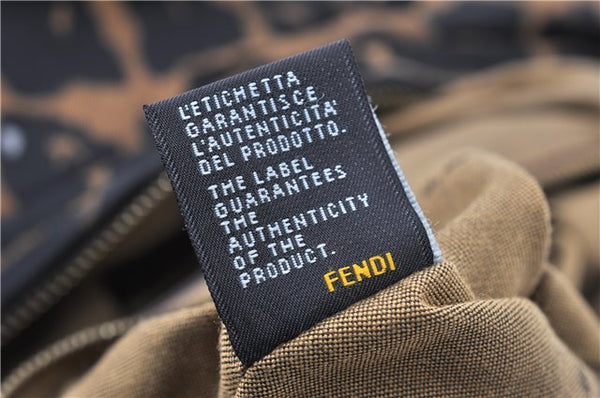 L'ETICHETTA
GARANTISCE
L'AUTENTICITA'
DEL PRODOTTO.
THE LABEL
GUARANTEES
THE
AUTHENTICITY
OF THE
PRODUCT.
FENDI